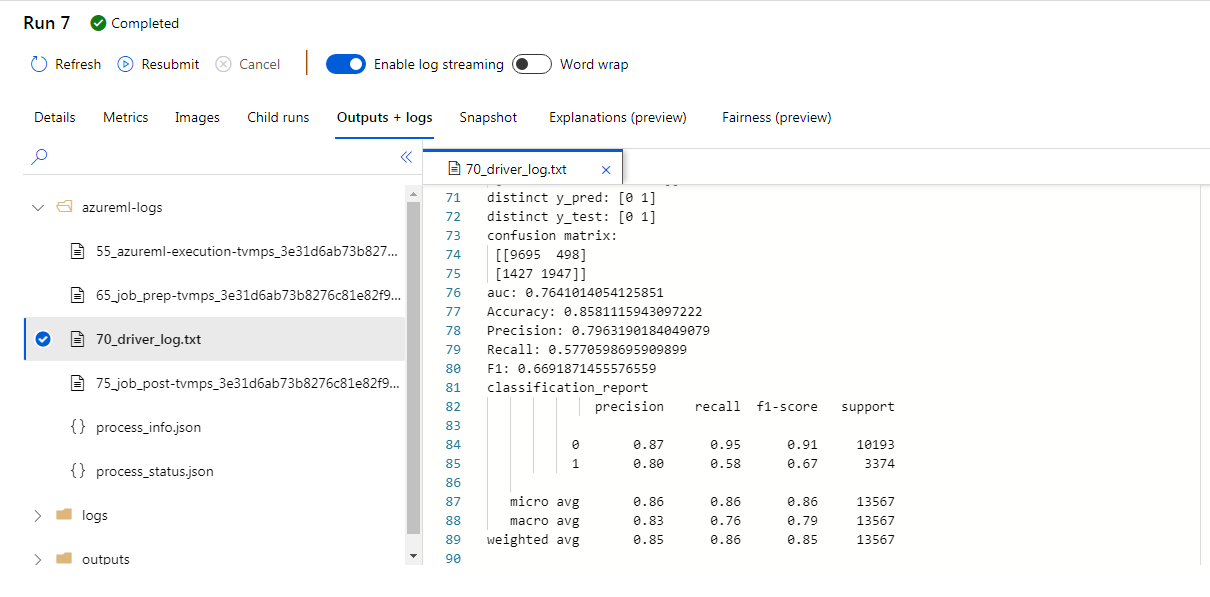 Run 7 Completed
Refresh Resubmit Cancel Enable log streaming Word wrap
Details Metrics Images Child runs Outputs + logs Snapshot Explanations (preview) Fairness (preview)
70_driver_log.txt
azureml-logs
55_azureml-execution-tvmps_3e31d6ab73b827...
65_job_prep-tvmps_3e31d6ab73b8276c81e82f9...
70_driver_log.txt
75_job_post-tvmps_3e31d6ab73b8276c81e82f9...
{} process_info.json
{} process_status.json
logs
outputs
71 distinct y_pred: [0 1]
72 distinct y_test: [0 1]
73 confusion matrix:
74 [[9695 498]
75 [1427 1947]]
76 auc: 0.7641014054125851
77 Accuracy: 0.8581115943097222
78 Precision: 0.7963190184049079
79 Recall: 0.5770598695909899
80 F1: 0.6691871455576559
81 classification_report
82 precision recall f1-score support
83
84 0 0.87 0.95 0.91 10193
85 1 0.80 0.58 0.67 3374
86
87 micro avg 0.86 0.86 0.86 13567
88 macro avg 0.83 0.76 0.79 13567
89 weighted avg 0.85 0.86 0.85 13567
90